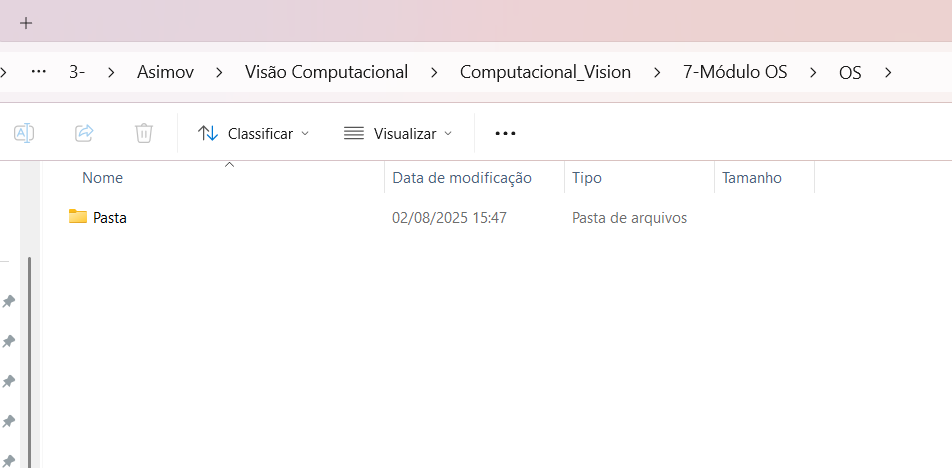 3- > Asimov > Visão Computacional > Computacional_Vision > 7-Módulo OS > OS >
Classificar Visualizar
Nome Data de modificação Tipo Tamanho
Pasta 02/08/2025 15:47 Pasta de arquivos